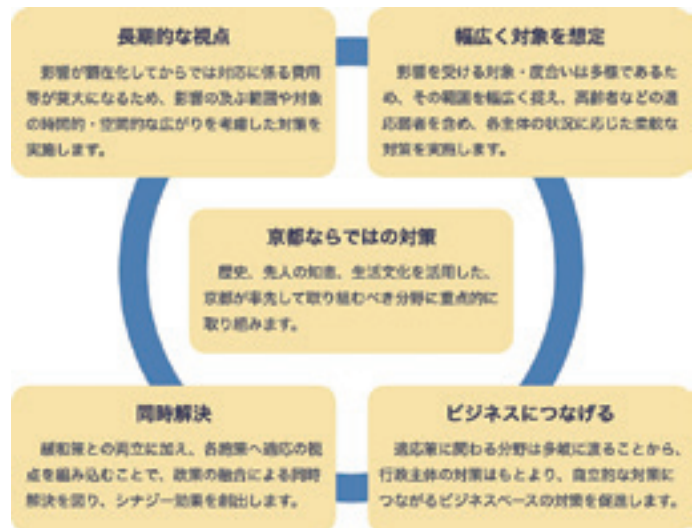 長期的な視点
影響が顕在化してからでは対応に係る費用
等が莫大になるため、影響の及ぶ範囲や対象
の時間的・空間的な広がりを考慮した対策を
実施します。
幅広く対象を想定
影響を受ける対象・度合いは多様であるた
め、その範囲を幅広く捉え、高齢者などの適
応弱者を含め、各主体の状況に応じた柔軟な
対策を実施します。
京都ならではの対策
歴史、先人の知恵、生活文化を活用した、
京都が率先して取り組むべき分野に重点的に
取り組みます。
同時解決
緩和策との両立に加え、各施策へ適応の視
点を組み込むことで、政策の融合による同時
解決を図り、シナジー効果を創出します。
ビジネスにつなげる
適応策に関わる分野は多岐に渡ることから、
行政主体の対策はもとより、自立的な対策に
つながるビジネスベースの対策を促進します。